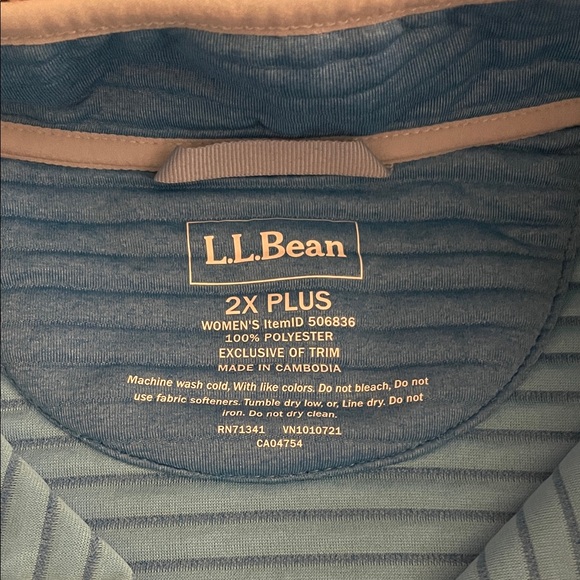 L.L.Bean
2X PLUS
WOMEN'S ItemID 506836
100% POLYESTER
EXCLUSIVE OF TRIM
MADE IN CAMBODIA
Machine wash cold, With like colors. Do not bleach, Do not
use fabric softeners. Tumble dry low, or, Line dry. Do not
iron. Do not dry clean.
RN71341 VN1010721
CA04754